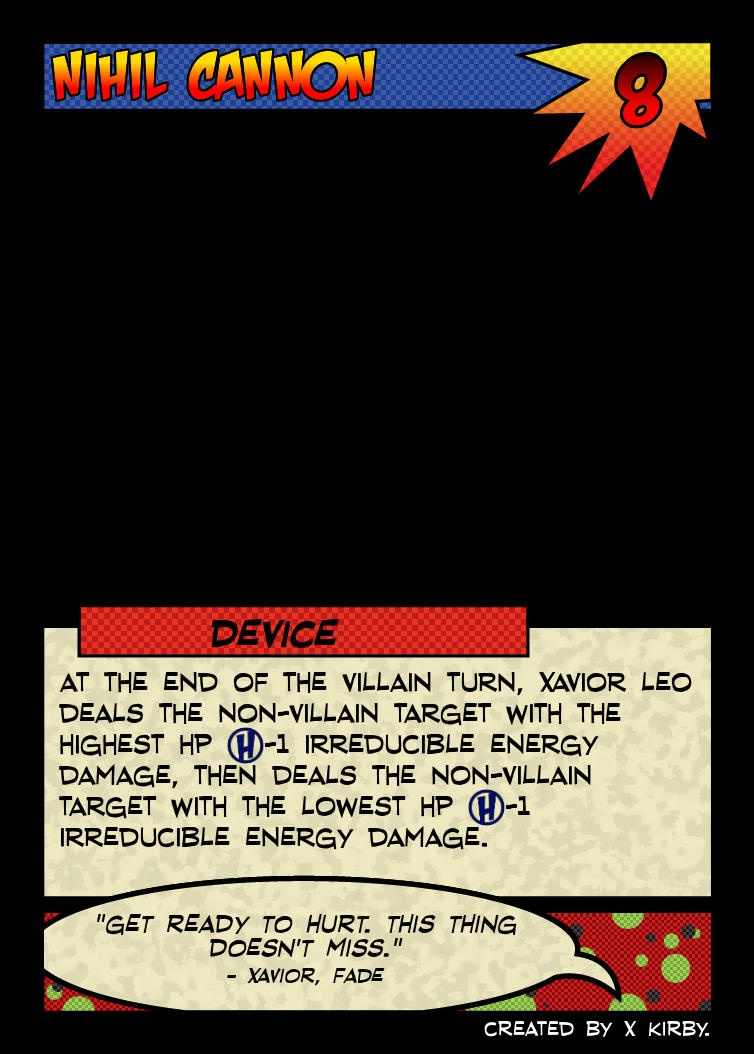 NIHIL CANNON
8
DEVICE
AT THE END OF THE VILLAIN TURN, XAVIOR LEO
DEALS THE NON-VILLAIN TARGET WITH THE
HIGHEST HP H-1 IRREDUCIBLE ENERGY
DAMAGE, THEN DEALS THE NON-VILLAIN
TARGET WITH THE LOWEST HP H-1
IRREDUCIBLE ENERGY DAMAGE.
"GET READY TO HURT. THIS THING
DOESN'T MISS."
- XAVIOR, FADE
CREATED BY X KIRBY.